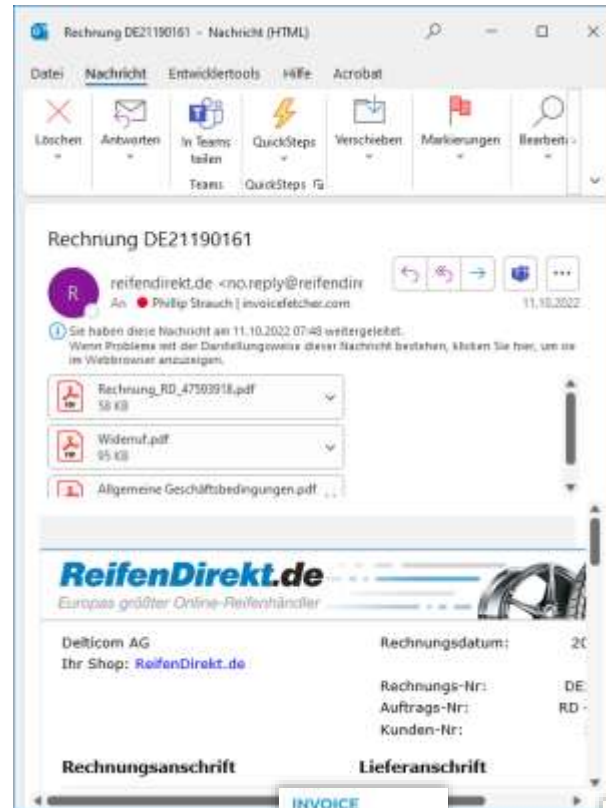 Rechnung DE21190161 - Nachricht (HTML)
Datei Nachricht Entwicklertools Hilfe Acrobat
Löschen Antworten In Teams teilen QuickSteps Verschieben Markierungen Bearbeit
Teams QuickSteps
Rechnung DE21190161
R
reifendirekt.de <no.reply@reifendire
An Phillip Strauch | invoicefetcher.com
11.10.2022
Sie haben diese Nachricht am 11.10.2022 07:48 weitergeleitet.
Wenn Probleme mit der Darstellungsweise dieser Nachricht bestehen, klicken Sie hier, um sie
im Webbrowser anzuzeigen.
Rechnung_RD_47593918.pdf
58 KB
Widerruf.pdf
95 KB
Allgemeine Geschäftsbedingungen.pdf
ReifenDirekt.de
Europas größter Online-Reifenhändler
Delticom AG
Ihr Shop: ReifenDirekt.de
Rechnungsdatum: 20
Rechnungs-Nr: DE
Auftrags-Nr: RD -
Kunden-Nr:
Rechnungsanschrift Lieferanschrift
INVOICE